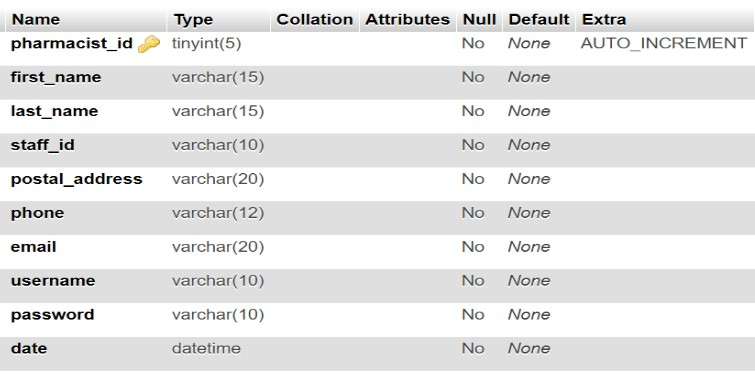 Name Type Collation Attributes Null Default Extra
pharmacist_id tinyint(5) No None AUTO_INCREMENT
first_name varchar(15) No None
last_name varchar(15) No None
staff_id varchar(10) No None
postal_address varchar(20) No None
phone varchar(12) No None
email varchar(20) No None
username varchar(10) No None
password varchar(10) No None
date datetime No None